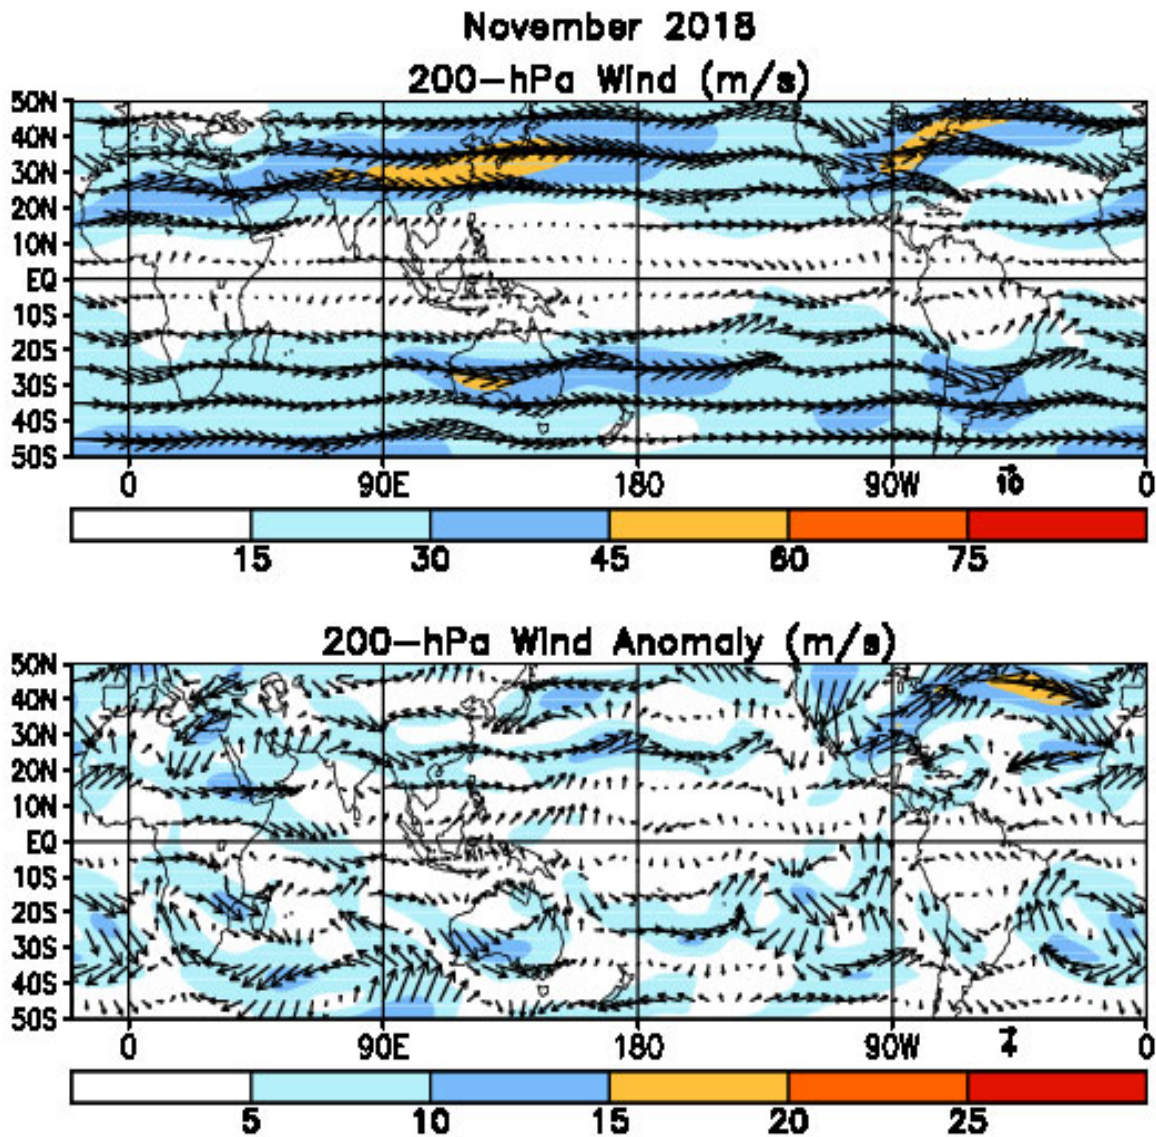 November 2018
200-hPa Wind (m/s)
50N
40N
30N
20N
10N
EQ
10S
20S
30S
40S
50S
0 90E 180 90W 10 0
15 30 45 60 75
200-hPa Wind Anomaly (m/s)
50N
40N
30N
20N
10N
EQ
10S
20S
30S
40S
50S
0 90E 180 90W 4 0
5 10 15 20 25